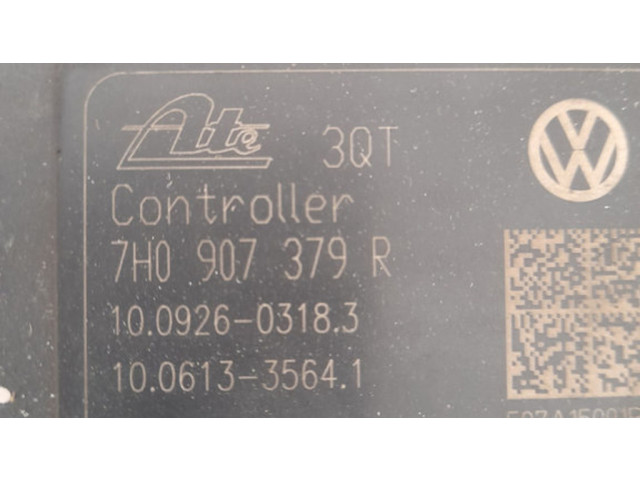 Ate 3QT
Controller
7H0 907 379 R
10.0926-0318.3
10.0613-3564.1